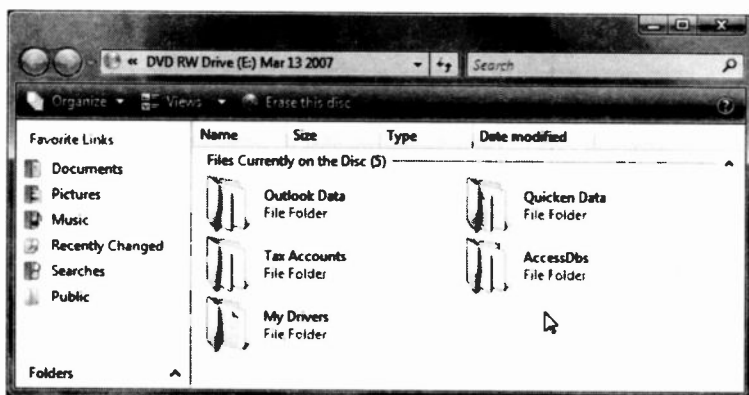 « DVD RW Drive (E:) Mar 13 2007
Search
Organize Views Erase this disc
Favorite Links
Documents
Pictures
Music
Recently Changed
Searches
Public
Folders
Name Size Type Date modified
Files Currently on the Disc (5)
Outlook Data
File Folder
Quicken Data
File Folder
Tax Accounts
File Folder
AccessDbs
File Folder
My Drivers
File Folder